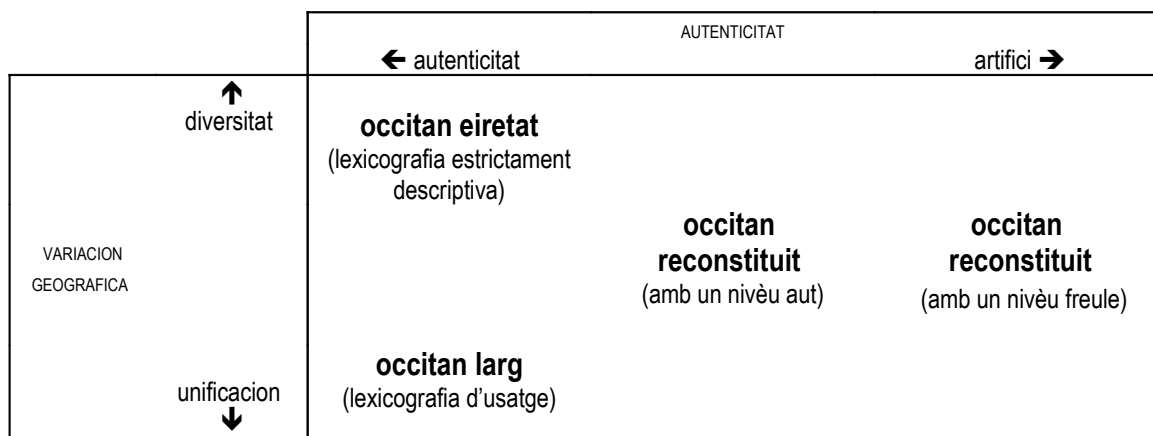 AUTENTICITAT
← autenticitat
artifici →
↑
diversitat
occitan eiretat
(lexicografia estrictament
descriptiva)
VARIACION
GEOGRAFICA
occitan
reconstituit
(amb un nivèu aut)
occitan
reconstituit
(amb un nivèu freule)
occitan larg
(lexicografia d’usatge)
unificacion
↓